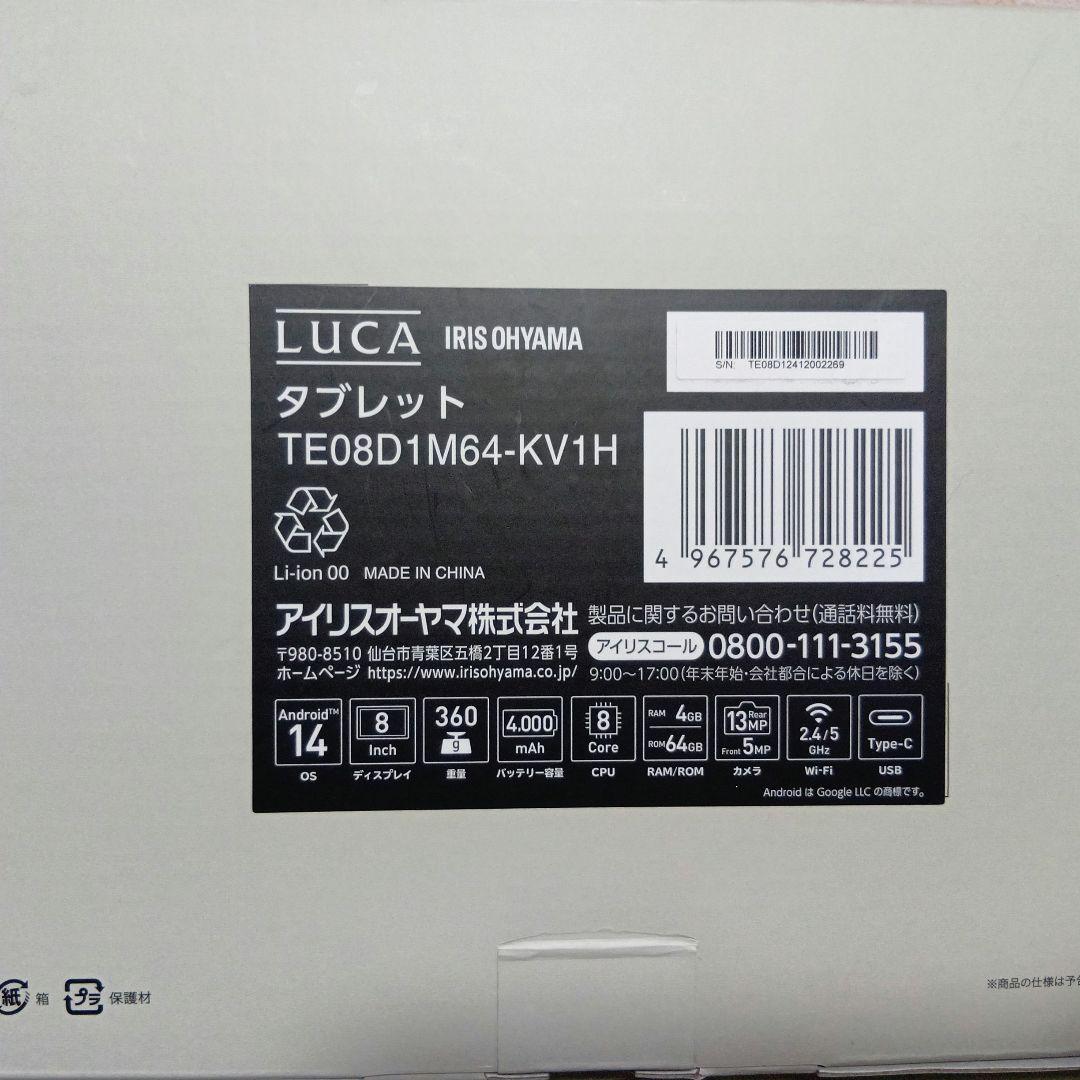 LUCA IRIS OHYAMA
タブレット
TE08D1M64-KV1H
S/N: TE08D12412002269
4 967576 728225
Li-ion 00 MADE IN CHINA
アイリスオーヤマ株式会社
〒980-8510 仙台市青葉区五橋2丁目12番1号
ホームページ https://www.irisohyama.co.jp/
製品に関するお問い合わせ(通話料無料)
アイリスコール 0800-111-3155
9:00〜17:00(年末年始・会社都合による休日を除く)
Android™ 14 OS
8 Inch ディスプレイ
360 g 重量
4,000 mAh バッテリー容量
8 Core CPU
RAM 4GB ROM 64GB RAM/ROM
13MP Rear Front 5MP カメラ
2.4/5 GHz Wi-Fi
Type-C USB
Android は Google LLC の商標です。
紙 箱 プラ 保護材
※商品の仕様は予告